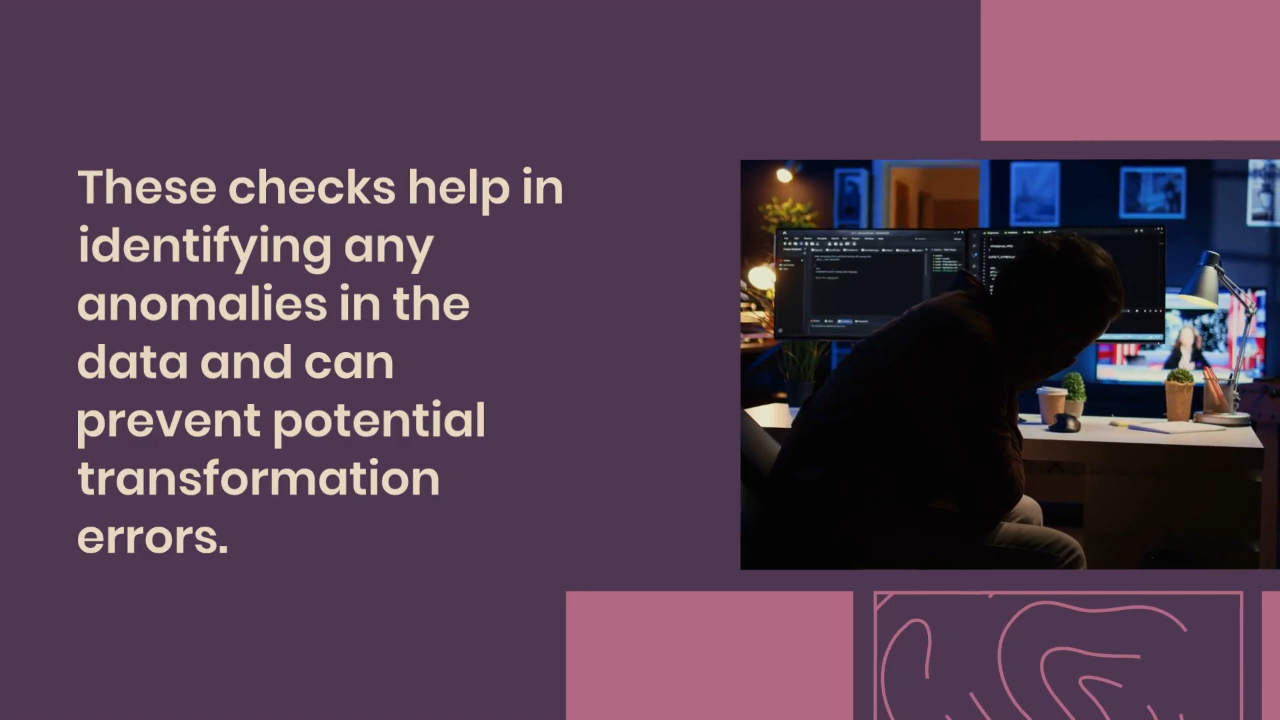 These checks help in
identifying any
anomalies in the
data and can
prevent potential
transformation
errors.